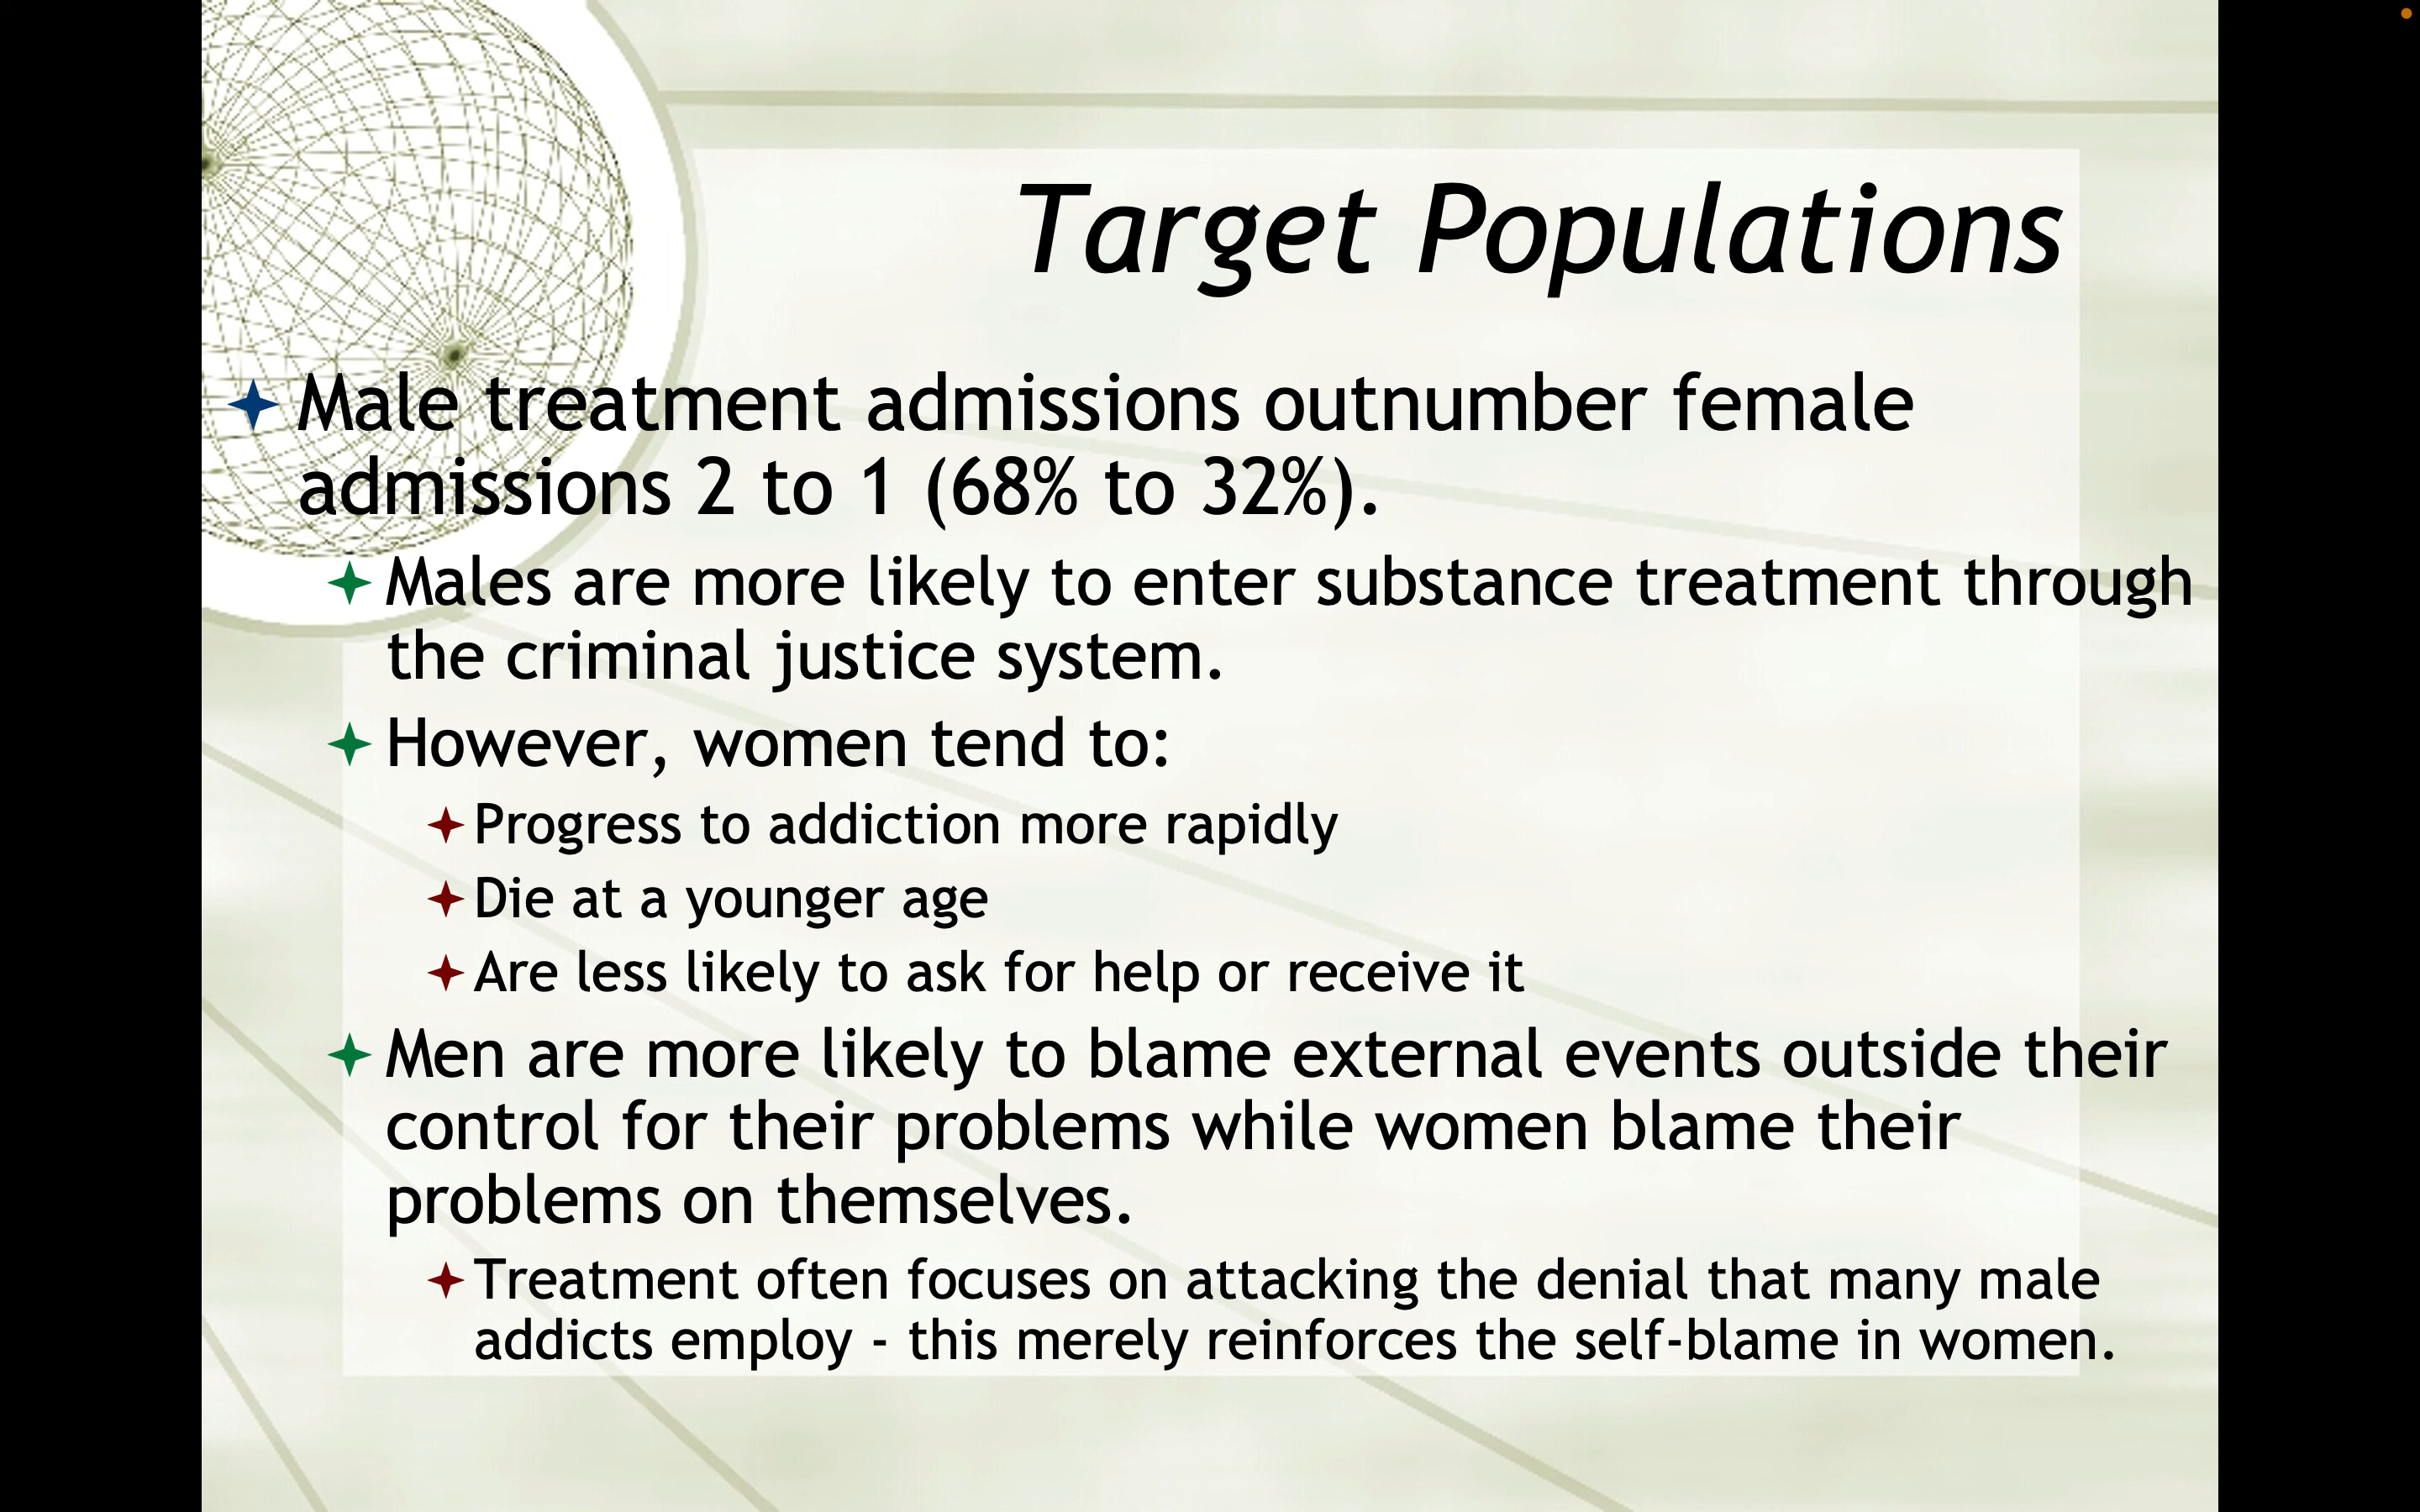 Target Populations
Male treatment admissions outnumber female
admissions 2 to 1 (68% to 32%).
Males are more likely to enter substance treatment through
the criminal justice system.
However, women tend to:
Progress to addiction more rapidly
Die at a younger age
Are less likely to ask for help or receive it
Men are more likely to blame external events outside their
control for their problems while women blame their
problems on themselves.
Treatment often focuses on attacking the denial that many male
addicts employ - this merely reinforces the self-blame in women.